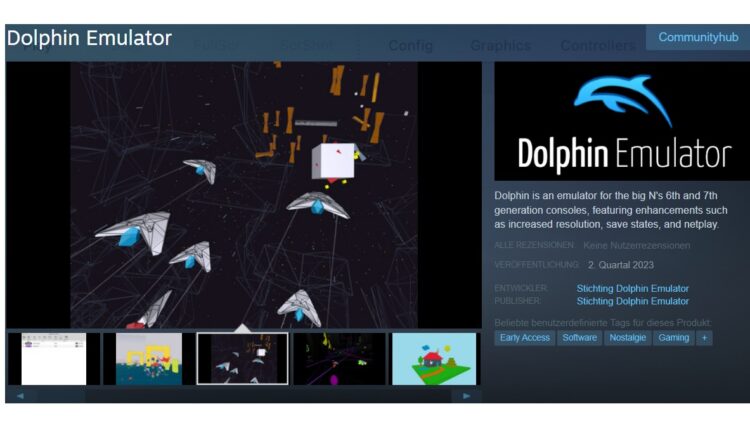 Dolphin Emulator
Config
Graphics
Controllers
Communityhub
Dolphin Emulator
Dolphin is an emulator for the big N's 6th and 7th
generation consoles, featuring enhancements such
as increased resolution, save states, and netplay.
ALLE REZENSIONEN: Keine Nutzerrezensionen
VERÖFFENTLICHUNG: 2. Quartal 2023
ENTWICKLER: Stichting Dolphin Emulator
PUBLISHER: Stichting Dolphin Emulator
Beliebte benutzerdefinierte Tags für dieses Produkt:
Early Access
Software
Nostalgie
Gaming
+